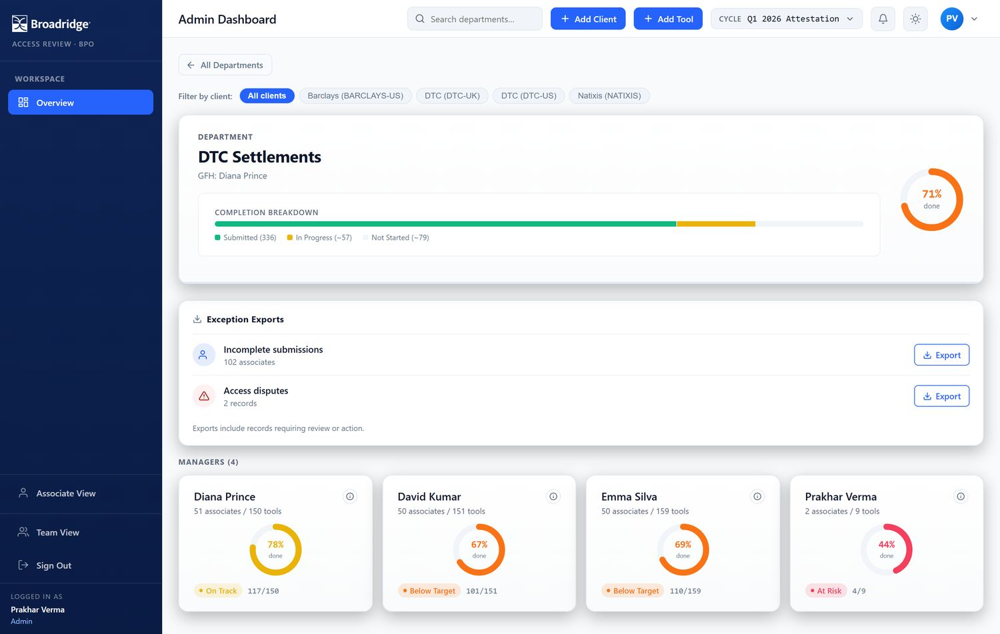 Broadridge
ACCESS REVIEW · BPO
WORKSPACE
Overview
Associate View
Team View
Sign Out
LOGGED IN AS
Prakhar Verma
Admin
Admin Dashboard
Search departments...
Add Client
Add Tool
CYCLE Q1 2026 Attestation
PV
All Departments
Filter by client: All clients Barclays (BARCLAYS-US) DTC (DTC-UK) DTC (DTC-US) Natixis (NATIXIS)
DEPARTMENT
DTC Settlements
GFH: Diana Prince
COMPLETION BREAKDOWN
Submitted (336) In Progress (~57) Not Started (~79)
71%
done
Exception Exports
Incomplete submissions
102 associates
Export
Access disputes
2 records
Export
Exports include records requiring review or action.
MANAGERS (4)
Diana Prince
51 associates / 150 tools
78%
done
On Track 117/150
David Kumar
50 associates / 151 tools
67%
done
Below Target 101/151
Emma Silva
50 associates / 159 tools
69%
done
Below Target 110/159
Prakhar Verma
2 associates / 9 tools
44%
done
At Risk 4/9